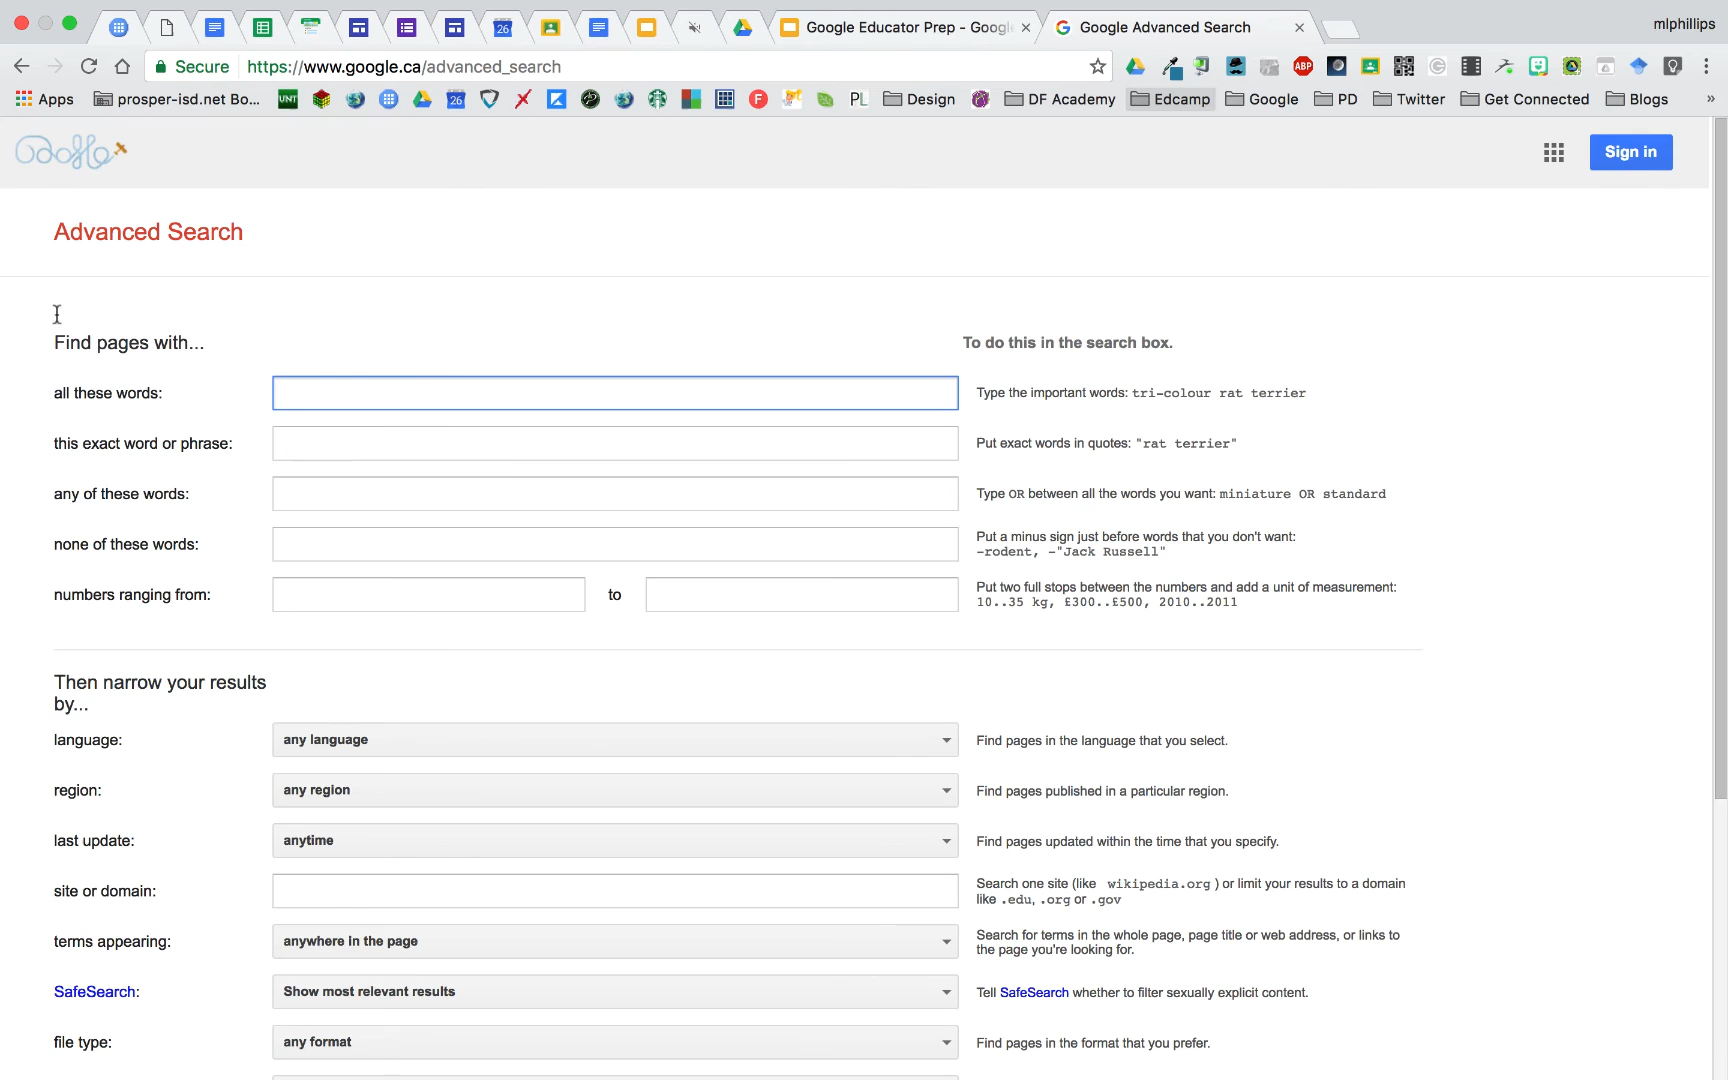 Google Educator Prep - Googl
Google Advanced Search
mlphillips
Secure
https://www.google.ca/advanced_search
ABP
Apps
prosper-isd.net Bo...
UNT
26
F
PL
Design
DF Academy
Edcamp
Google
PD
Twitter
Get Connected
Blogs
»
Sign in
Advanced Search
Find pages with...
To do this in the search box.
all these words:
Type the important words: tri-colour rat terrier
this exact word or phrase:
Put exact words in quotes: "rat terrier"
any of these words:
Type OR between all the words you want: miniature OR standard
none of these words:
Put a minus sign just before words that you don't want:
-rodent, -"Jack Russell"
numbers ranging from:
to
Put two full stops between the numbers and add a unit of measurement:
10..35 kg, £300..£500, 2010..2011
Then narrow your results
by...
language:
any language
Find pages in the language that you select.
region:
any region
Find pages published in a particular region.
last update:
anytime
Find pages updated within the time that you specify.
site or domain:
Search one site (like wikipedia.org ) or limit your results to a domain
like .edu, .org or .gov
terms appearing:
anywhere in the page
Search for terms in the whole page, page title or web address, or links to
the page you're looking for.
SafeSearch:
Show most relevant results
Tell SafeSearch whether to filter sexually explicit content.
file type:
any format
Find pages in the format that you prefer.